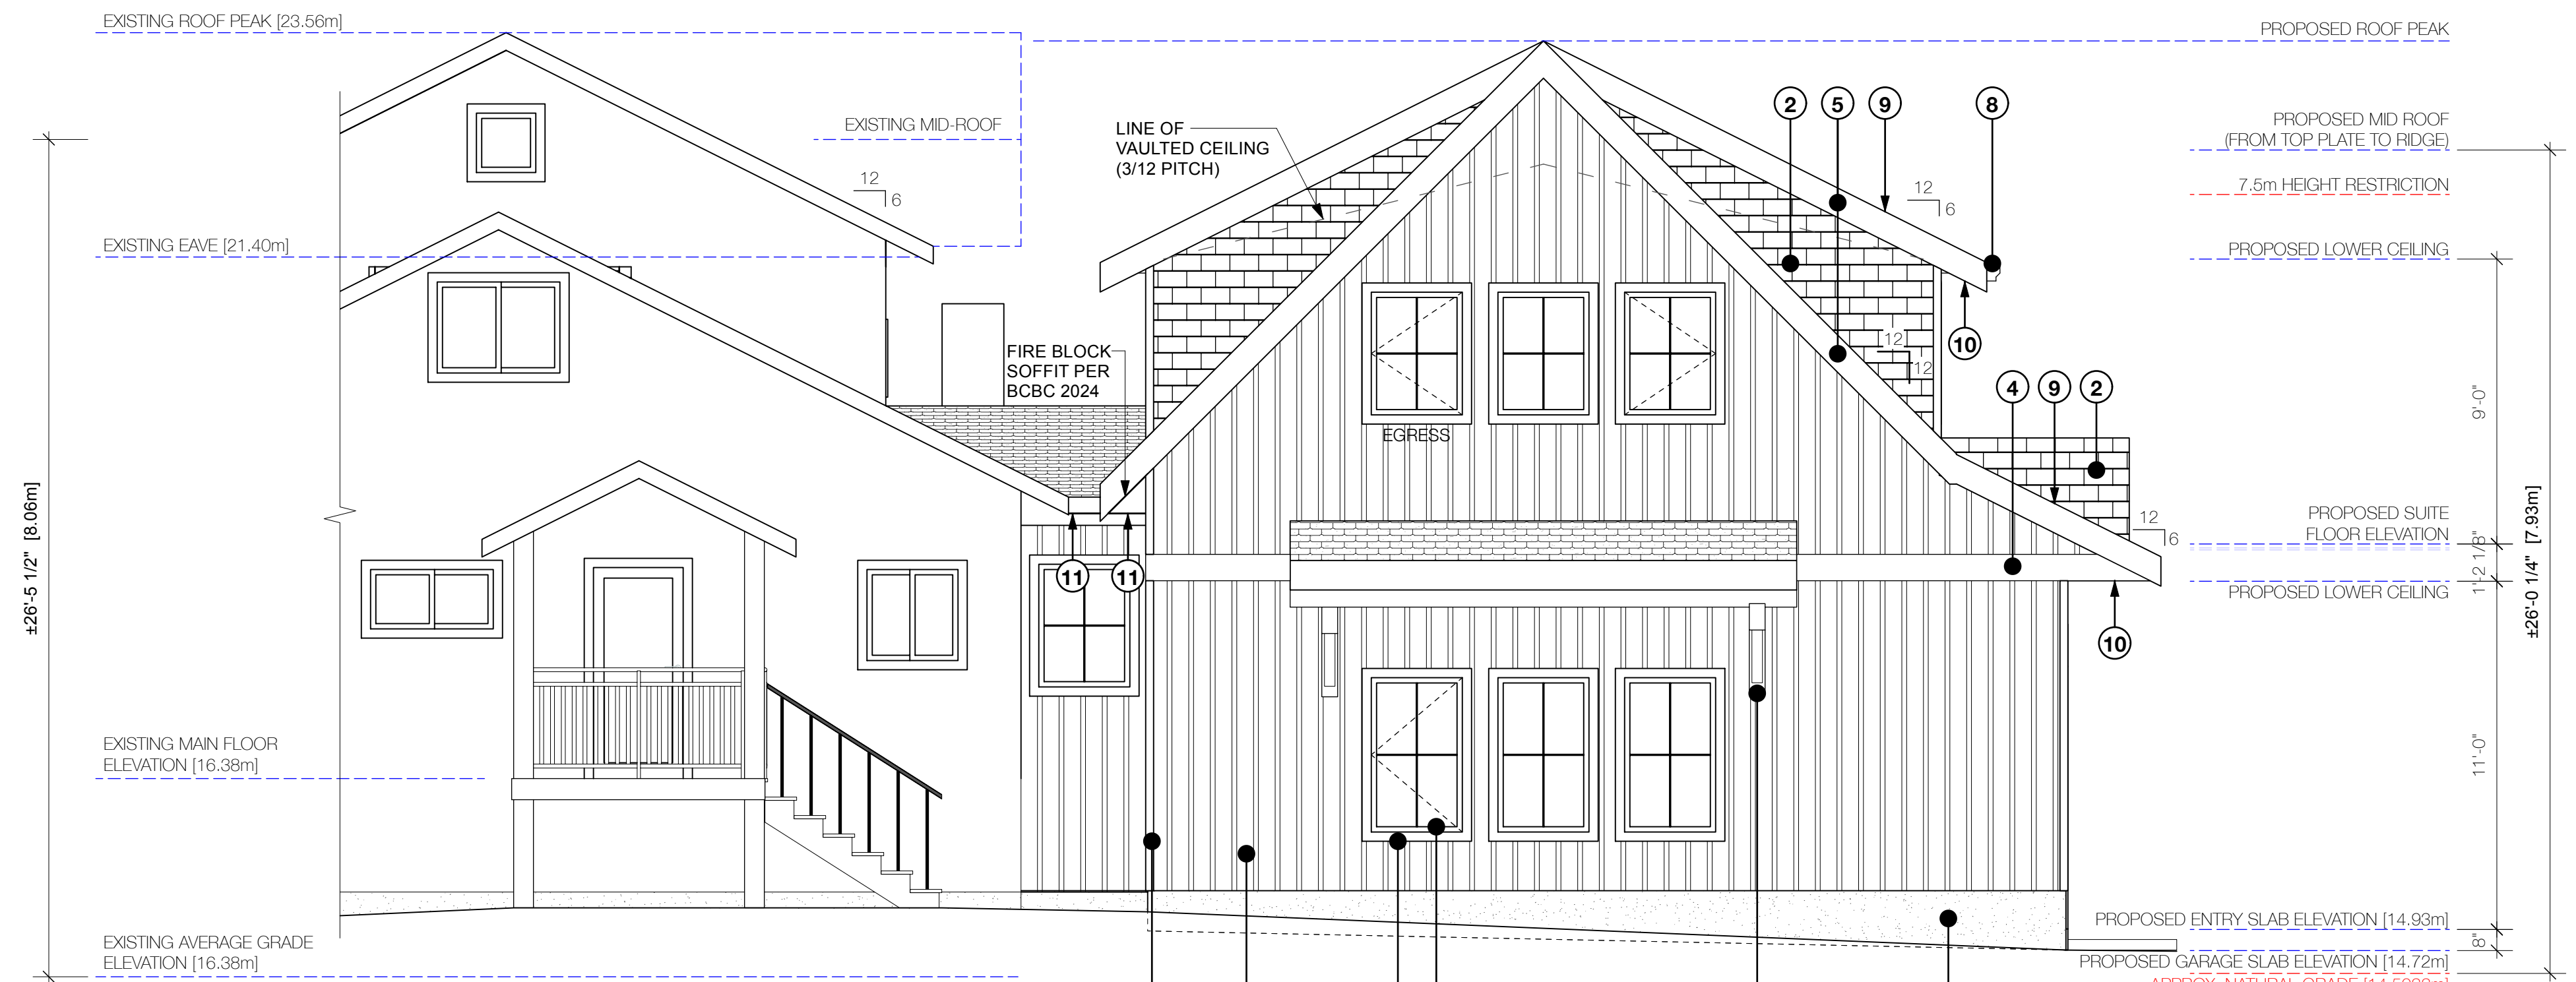 EXISTING ROOF PEAK [23.56m]
PROPOSED ROOF PEAK
EXISTING MID-ROOF
LINE OF
VAULTED CEILING
(3/12 PITCH)
2
5
9
8
PROPOSED MID ROOF
(FROM TOP PLATE TO RIDGE)
12
6
12
6
7.5m HEIGHT RESTRICTION
EXISTING EAVE [21.40m]
PROPOSED LOWER CEILING
FIRE BLOCK
SOFFIT PER
BCBC 2024
12
12
10
4
9
2
9'-0"
EGRESS
±26'-5 1/2" [8.06m]
PROPOSED SUITE
FLOOR ELEVATION
12
6
1'-2 1/8"
±26'-0 1/4" [7.93m]
11
11
PROPOSED LOWER CEILING
10
EXISTING MAIN FLOOR
ELEVATION [16.38m]
11'-0"
PROPOSED ENTRY SLAB ELEVATION [14.93m]
8"
EXISTING AVERAGE GRADE
ELEVATION [16.38m]
PROPOSED GARAGE SLAB ELEVATION [14.72m]
APPROX. NATURAL GRADE